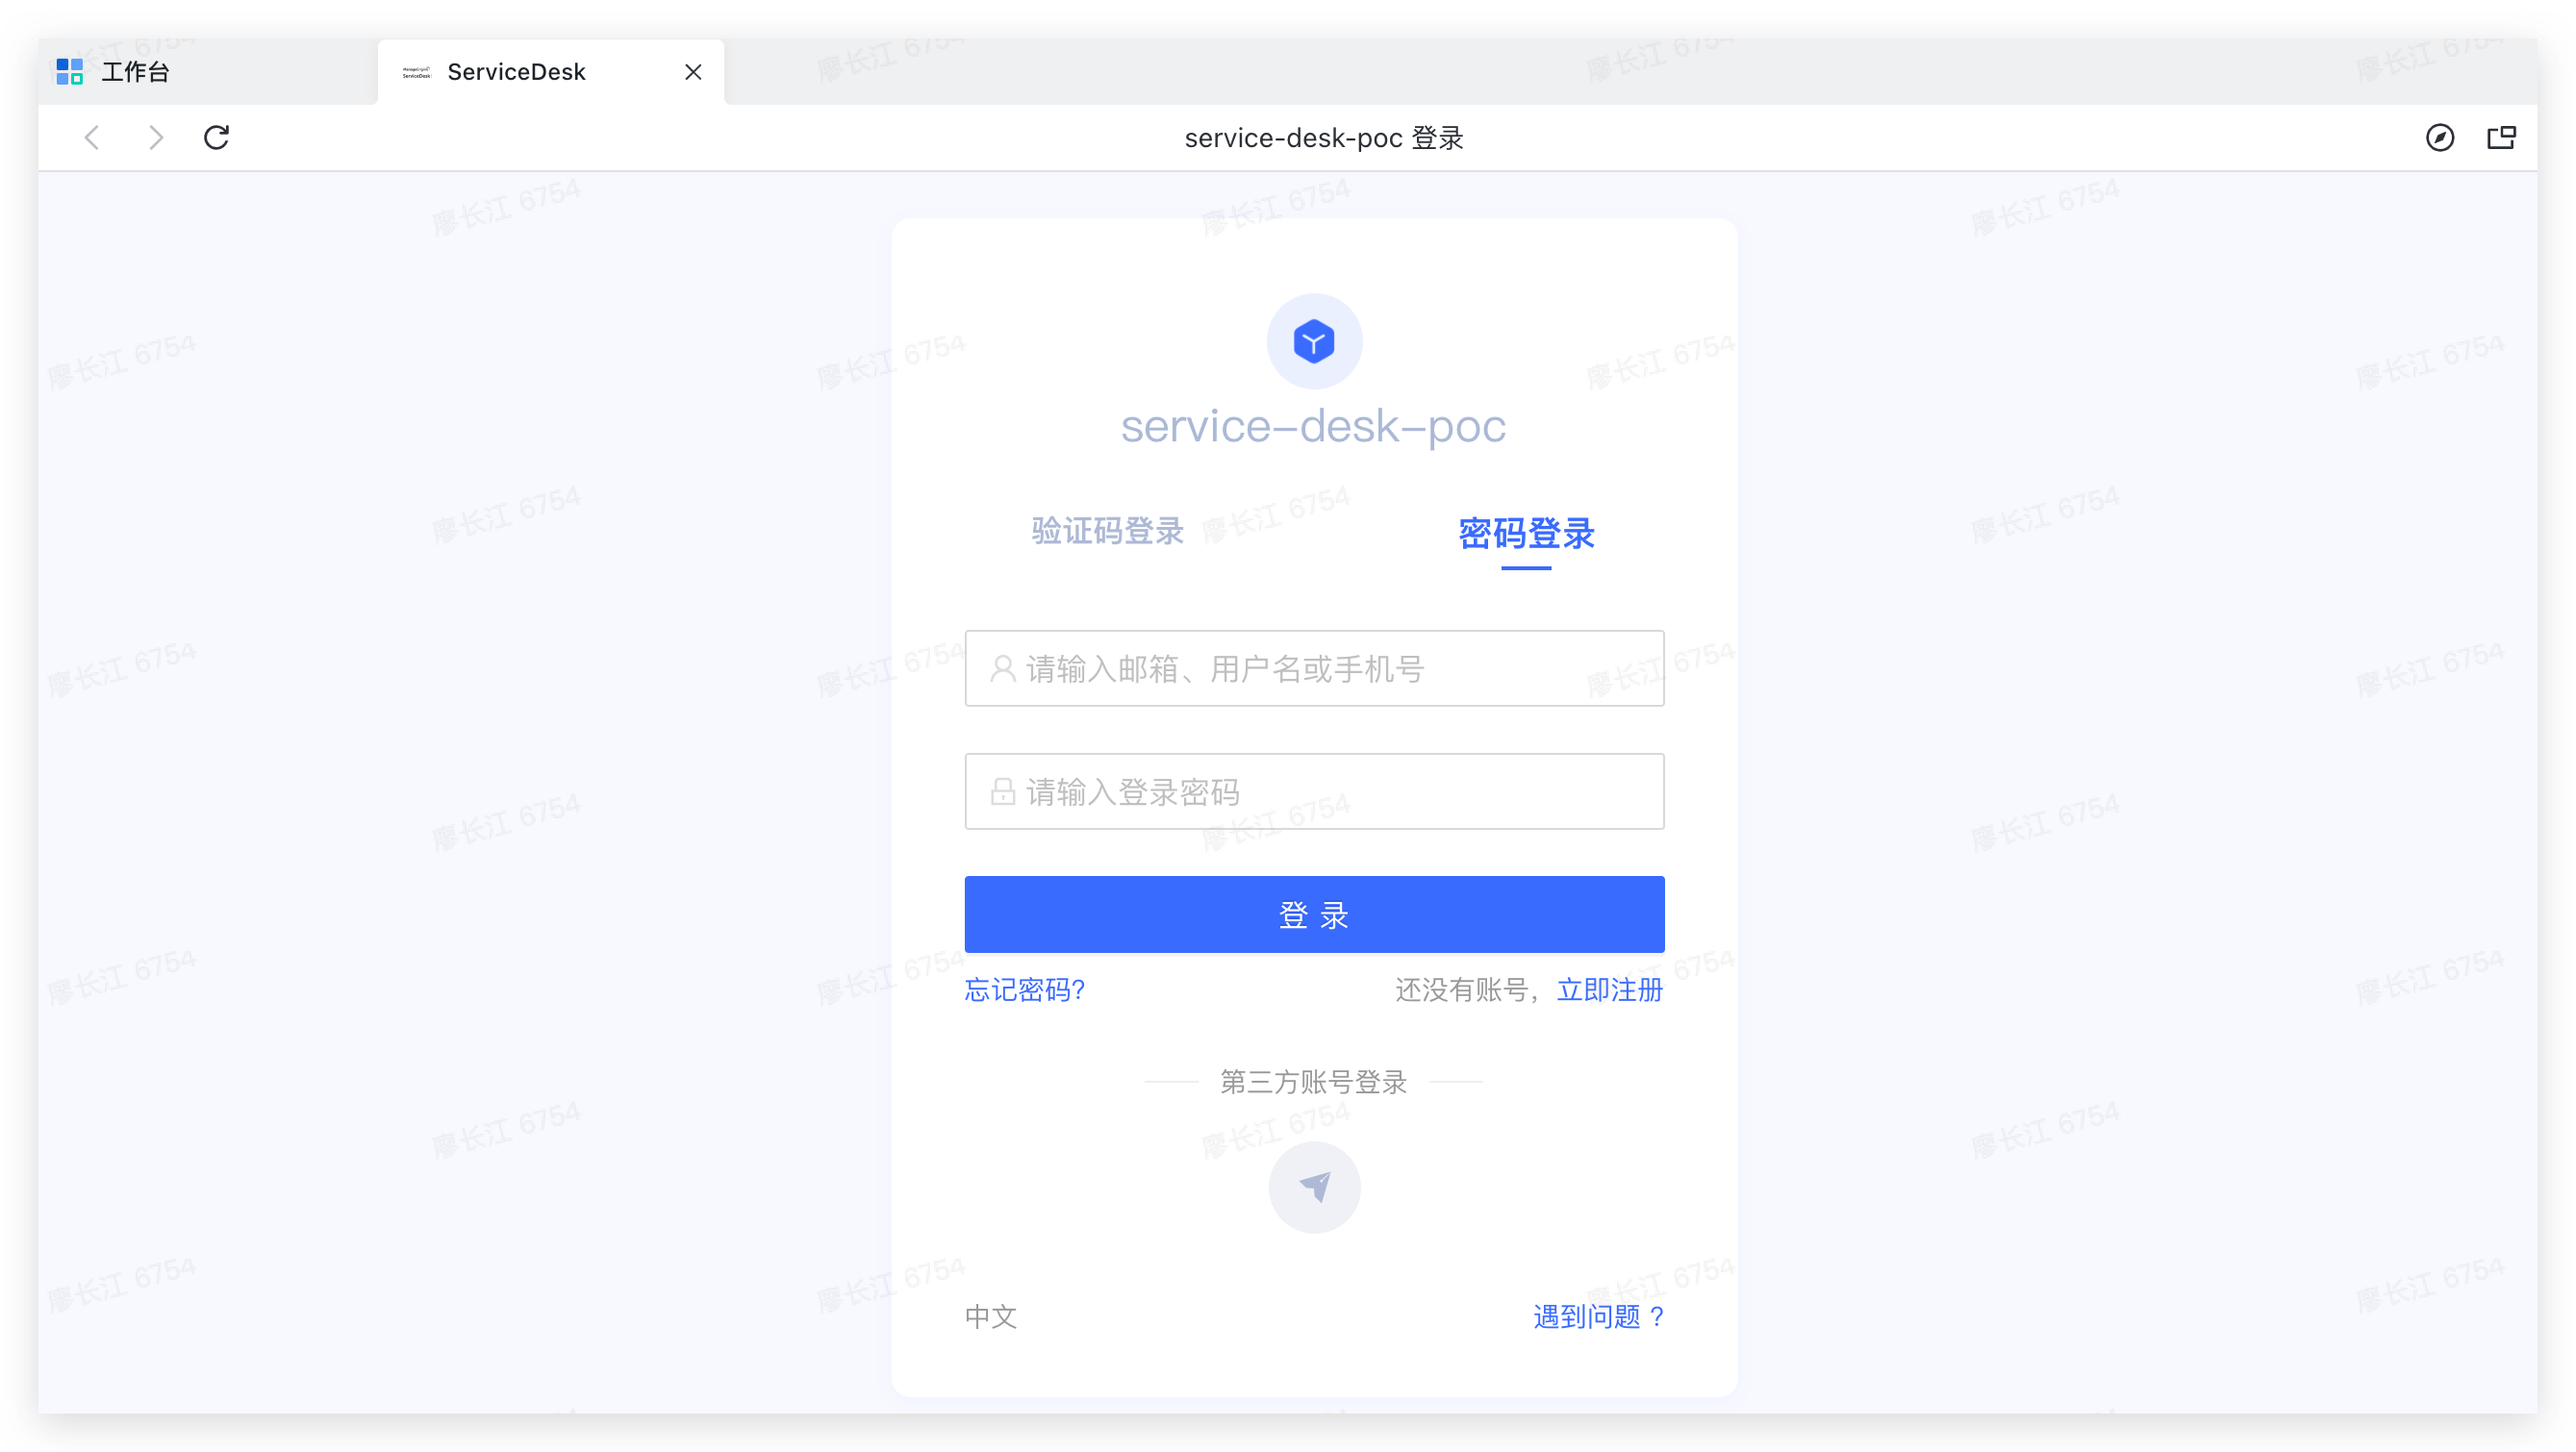 工作台
ServiceDesk
service-desk-poc 登录
service-desk-poc
验证码登录 密码登录
请输入邮箱、用户名或手机号
请输入登录密码
登 录
忘记密码? 还没有账号，立即注册
第三方账号登录
中文 遇到问题 ?
廖长江 6754